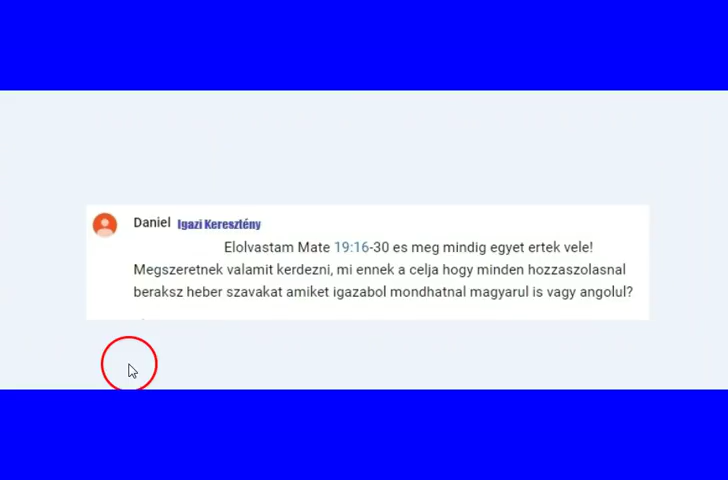 Daniel Igazi Keresztény
Elolvastam Mate 19:16-30 es meg mindig egyet ertek vele!
Megszeretnek valamit kerdezni, mi ennek a celja hogy minden hozzaszolasnal
beraksz heber szavakat amiket igazabol mondhatnal magyarul is vagy angolul?